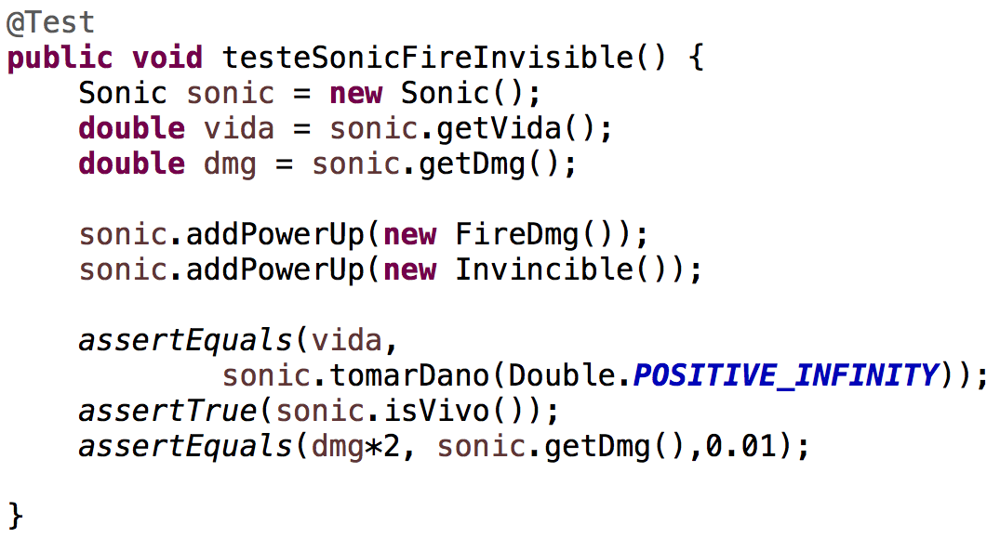 @Test
public void testeSonicFireInvisible() {
    Sonic sonic = new Sonic();
    double vida = sonic.getVida();
    double dmg = sonic.getDmg();

    sonic.addPowerUp(new FireDmg());
    sonic.addPowerUp(new Invincible());

    assertEquals(vida,
            sonic.tomarDano(Double.POSITIVE_INFINITY));
    assertTrue(sonic.isVivo());
    assertEquals(dmg*2, sonic.getDmg(),0.01);

}